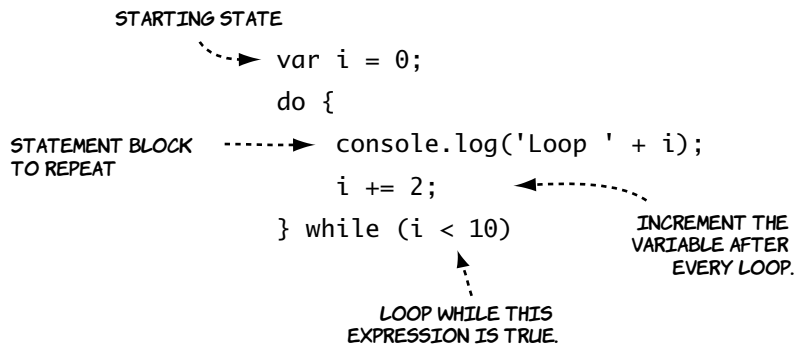 STARTING STATE
var i = 0;
do {
STATEMENT BLOCK
TO REPEAT
console.log('Loop ' + i);
i += 2;
} while (i < 10)
INCREMENT THE
VARIABLE AFTER
EVERY LOOP.
LOOP WHILE THIS
EXPRESSION IS TRUE.